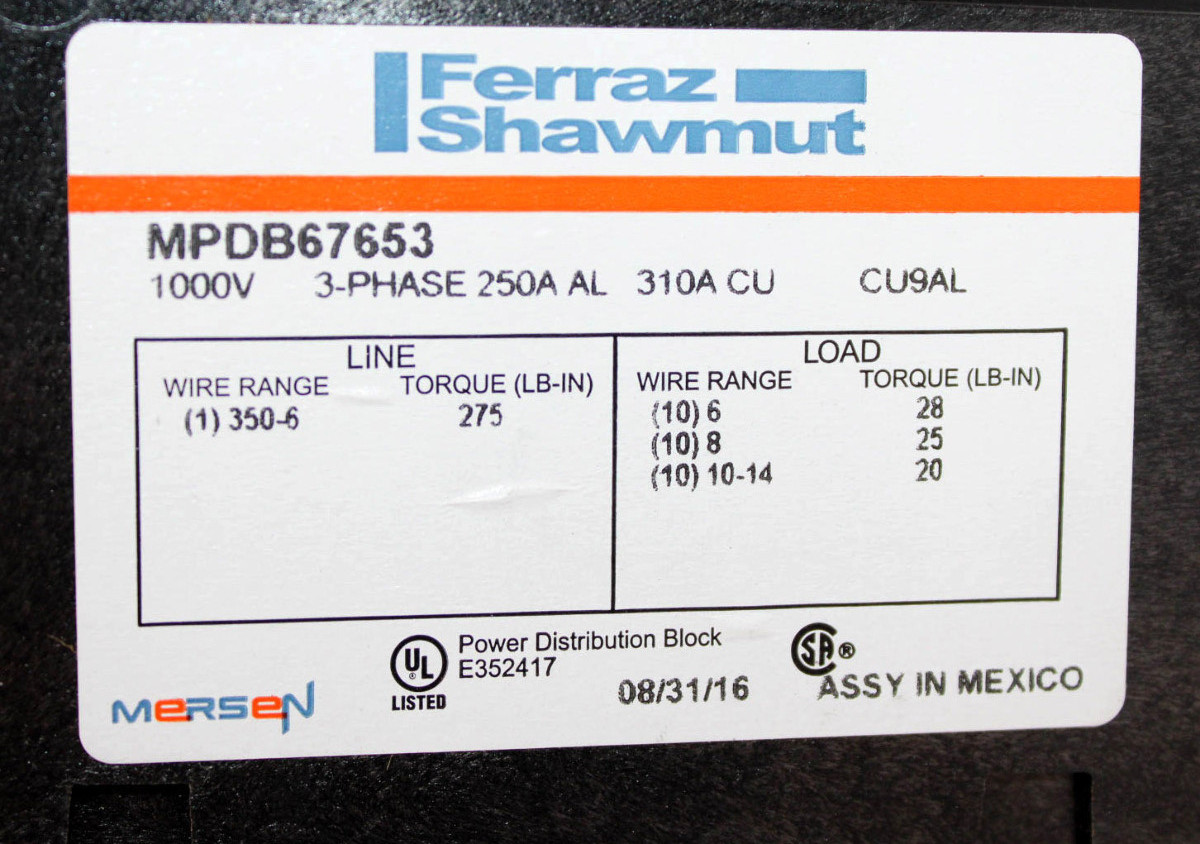 Ferraz
Shawmut
MPDB67653
1000V 3-PHASE 250A AL 310A CU CU9AL
LINE
WIRE RANGE TORQUE (LB-IN)
(1) 350-6 275
LOAD
WIRE RANGE TORQUE (LB-IN)
(10) 6 28
(10) 8 25
(10) 10-14 20
UL ®
LISTED
Power Distribution Block
E352417
SA ®
MERSEN
08/31/16
ASSY IN MEXICO